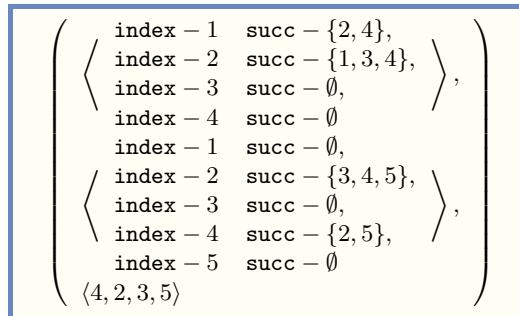 index − 1 succ − {2, 4},
index − 2 succ − {1, 3, 4},
index − 3 succ − ∅,
index − 4 succ − ∅
,
index − 1 succ − ∅,
index − 2 succ − {3, 4, 5},
index − 3 succ − ∅,
index − 4 succ − {2, 5},
index − 5 succ − ∅
,
⟨4, 2, 3, 5⟩